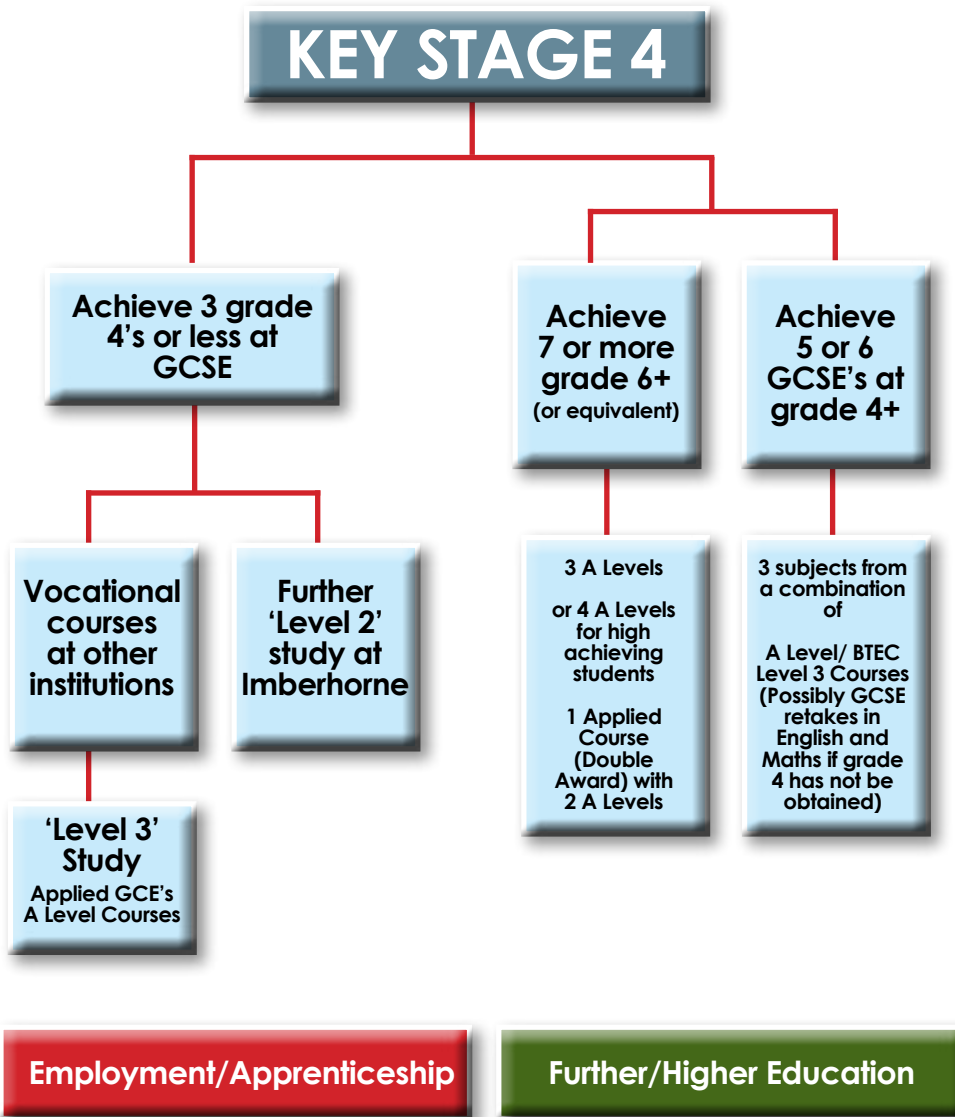 KEY STAGE 4
Achieve 3 grade
4's or less at
GCSE
Achieve
7 or more
grade 6+
(or equivalent)
Achieve
5 or 6
GCSE's at
grade 4+
Vocational
courses
at other
institutions
Further
‘Level 2’
study at
Imberhorne
3 A Levels
or 4 A Levels
for high
achieving
students
1 Applied
Course
(Double
Award) with
2 A Levels
3 subjects from
a combination
of
A Level/ BTEC
Level 3 Courses
(Possibly GCSE
retakes in
English and
Maths if grade
4 has not be
obtained)
‘Level 3’
Study
Applied GCE's
A Level Courses
Employment/Apprenticeship
Further/Higher Education